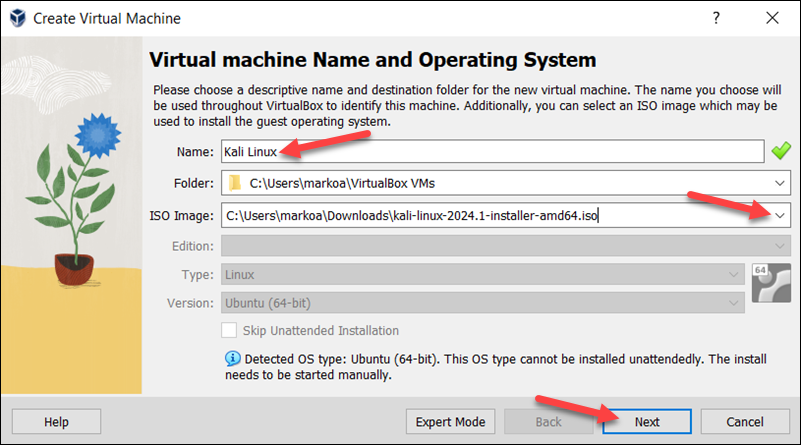 Create Virtual Machine
?
Virtual machine Name and Operating System
Please choose a descriptive name and destination folder for the new virtual machine. The name you choose will
be used throughout VirtualBox to identify this machine. Additionally, you can select an ISO image which may be
used to install the guest operating system.
Name: Kali Linux
Folder: C:\Users\markoa\VirtualBox VMs
ISO Image: C:\Users\markoa\Downloads\kali-linux-2024.1-installer-amd64.iso
Edition:
Type: Linux
64
Version: Ubuntu (64-bit)
Skip Unattended Installation
Detected OS type: Ubuntu (64-bit). This OS type cannot be installed unattendedly. The install
needs to be started manually.
Help Expert Mode Back Next Cancel